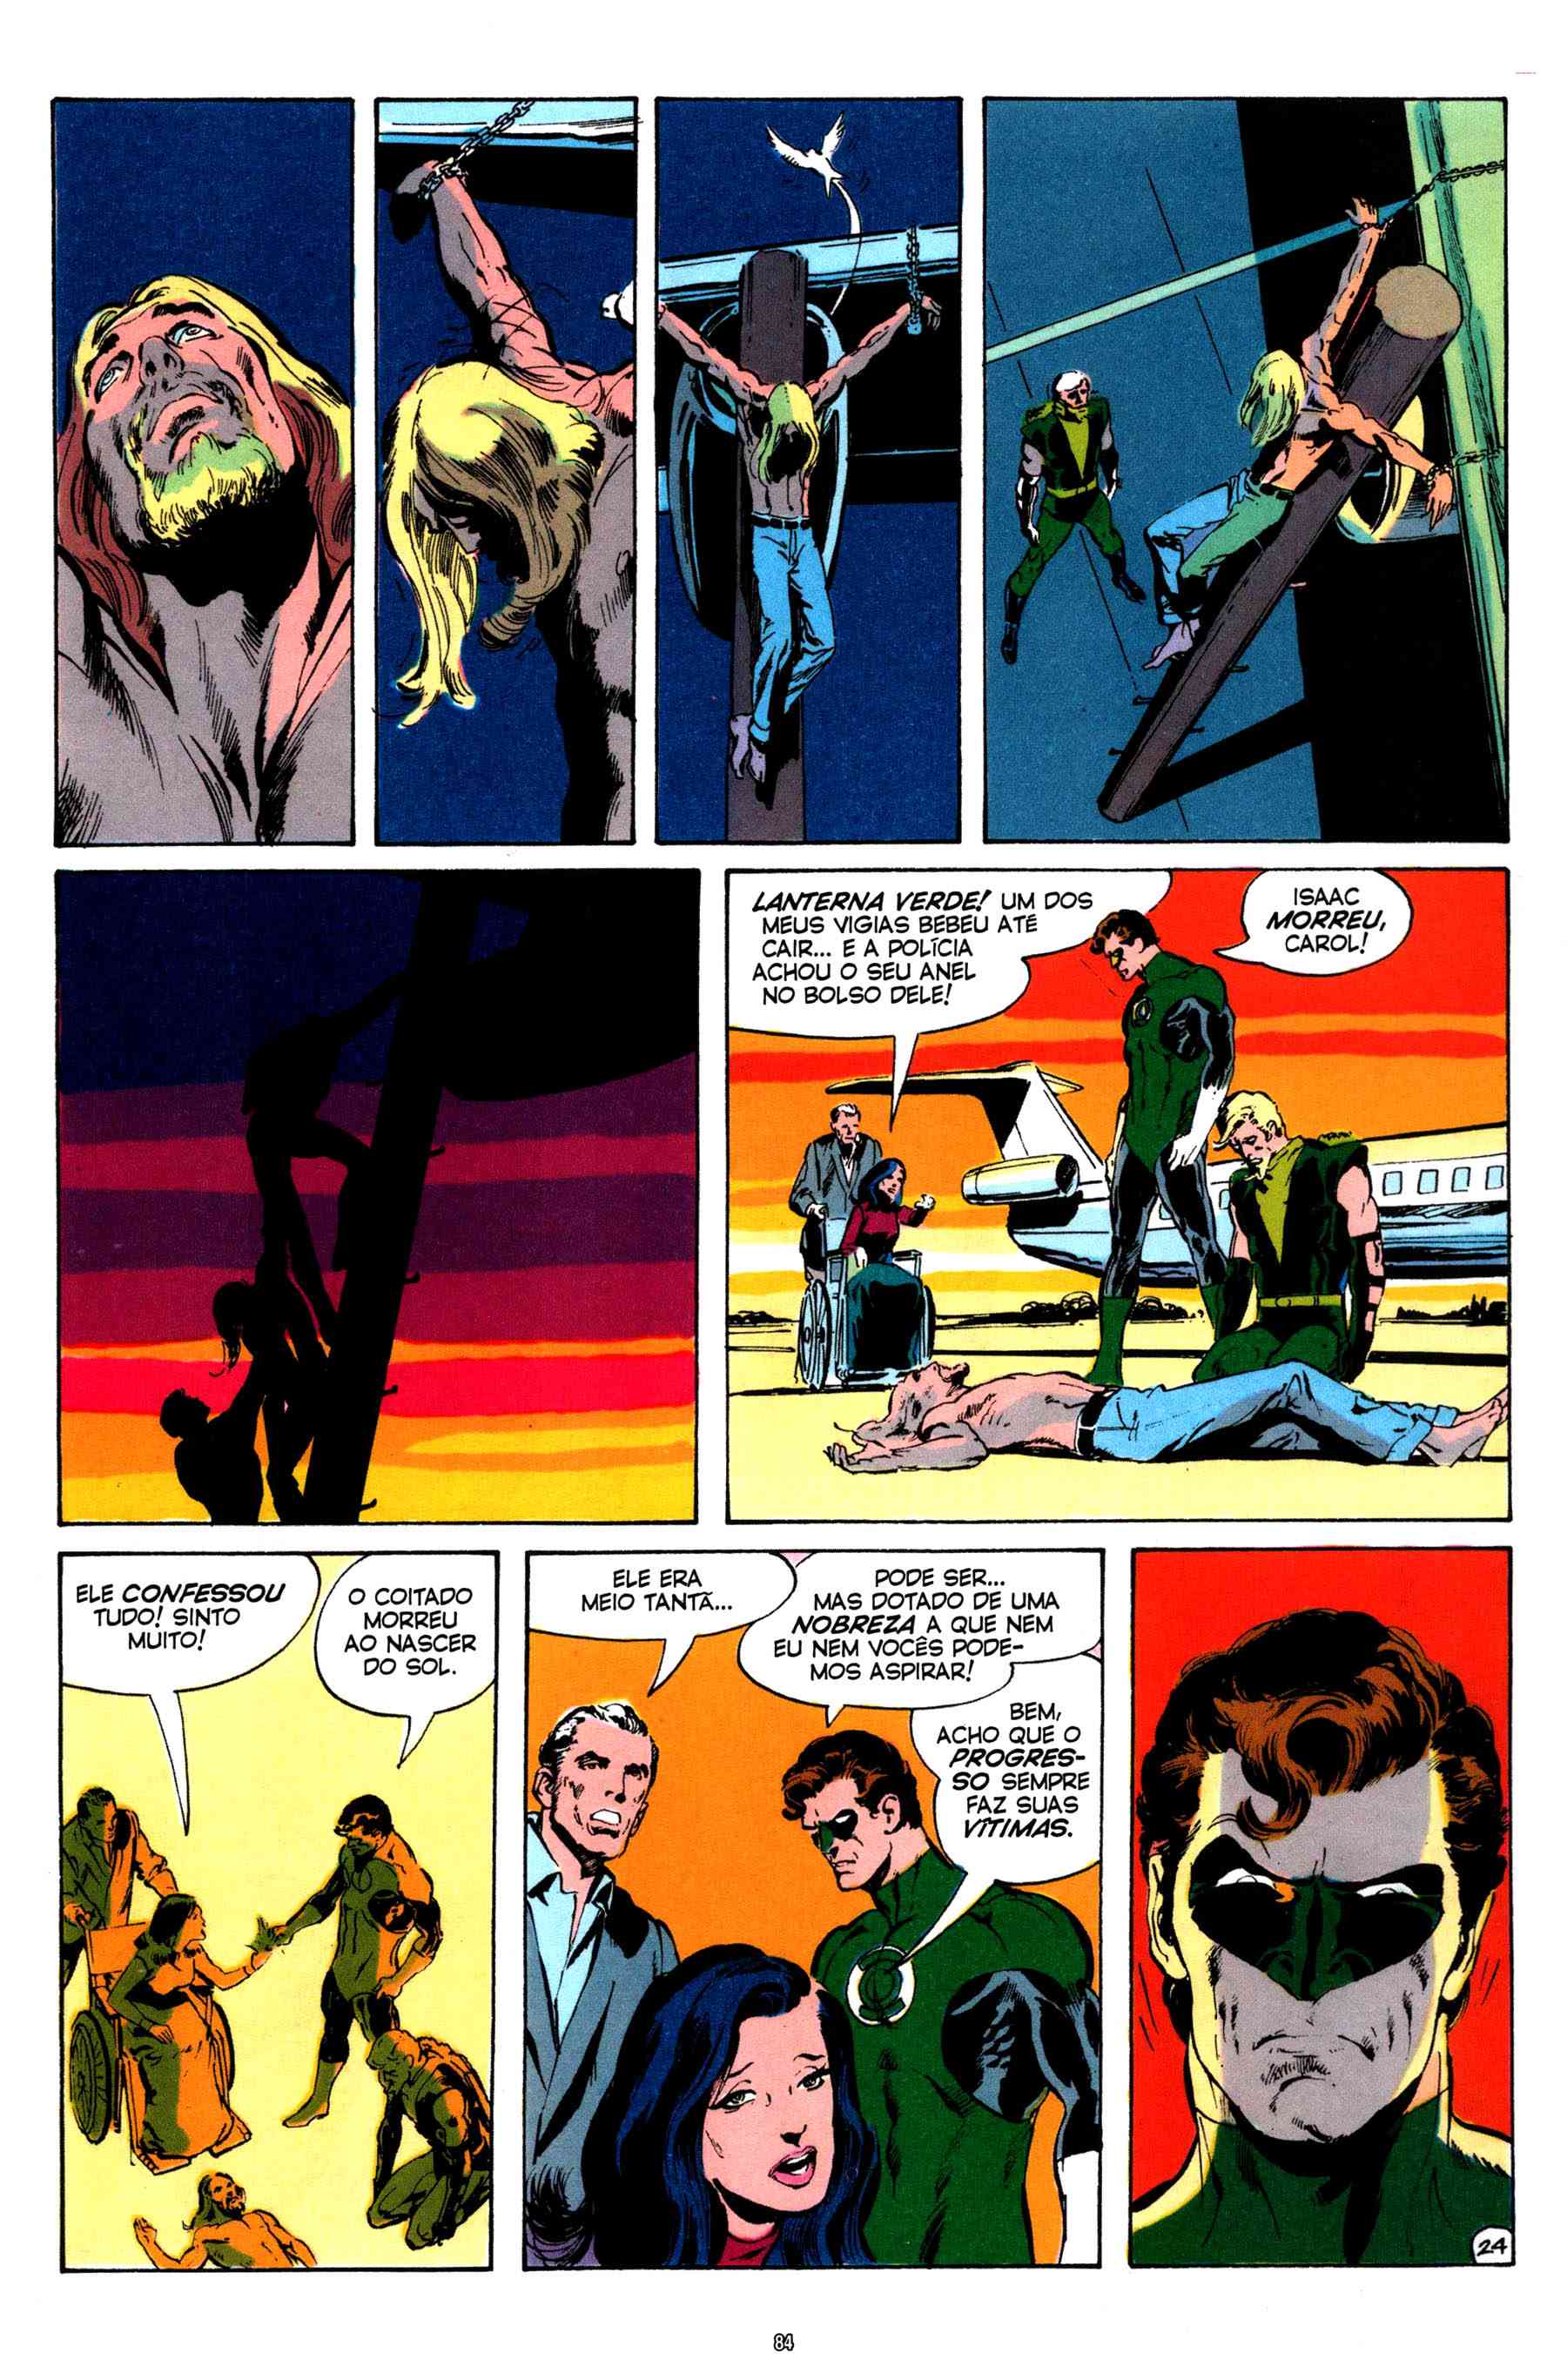 LANTERNA VERDE! UM DOS
MEUS VIGIAS BEBEU ATÉ
CAIR... E A POLÍCIA
ACHOU O SEU ANEL
NO BOLSO DELE!
ISAAC
MORREU,
CAROL!
ELE CONFESSOU
TUDO! SINTO
MUITO!
O COITADO
MORREU
AO NASCER
DO SOL.
ELE ERA
MEIO TANTÃ...
PODE SER...
MAS DOTADO DE UMA
NOBREZA A QUE NEM
EU NEM VOCÊS PODE-
MOS ASPIRAR!
BEM,
ACHO QUE O
PROGRES-
SO SEMPRE
FAZ SUAS
VÍTIMAS.
24
84